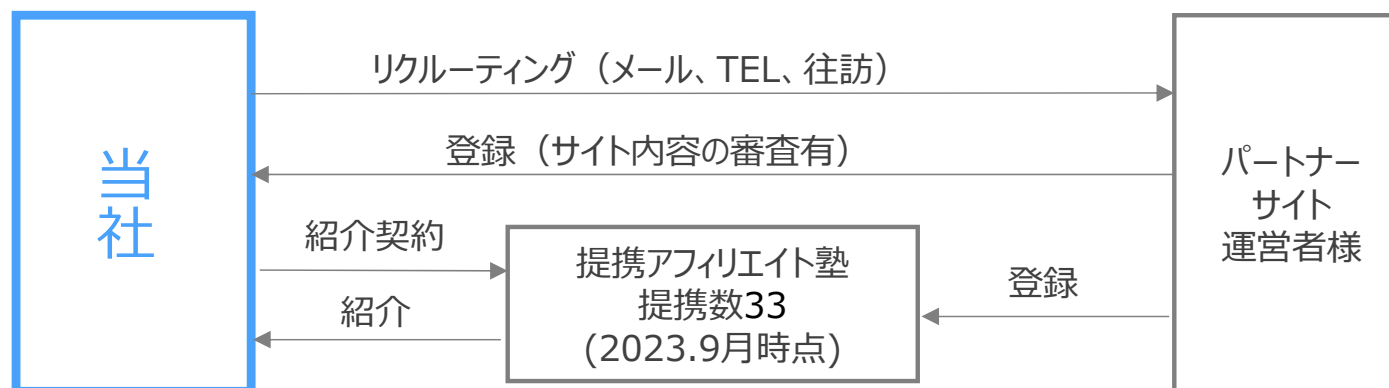 リクルーティング（メール、TEL、往訪）
登録（サイト内容の審査有）
当
社
紹介契約
紹介
提携アフィリエイト塾
提携数33
(2023.9月時点)
登録
パートナー
サイト
運営者様